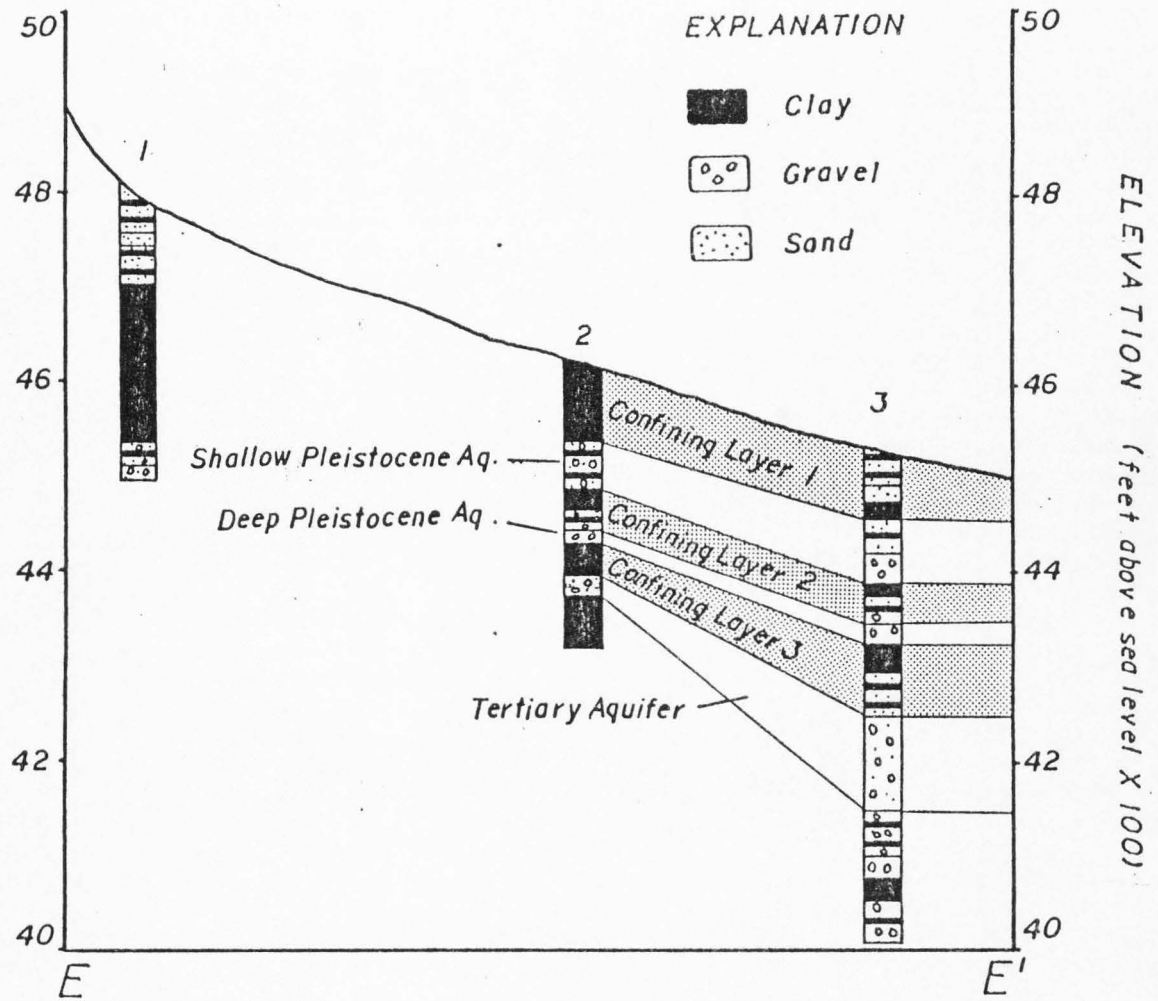 50
50
EXPLANATION
Clay
Gravel
Sand
1
48
48
2
46
46
3
Confining Layer 1
Shallow Pleistocene Aq.
Deep Pleistocene Aq.
Confining Layer 2
44
44
Confining Layer 3
Tertiary Aquifer
42
42
40
40
E
E'
ELEVATION (feet above sea level X 100)